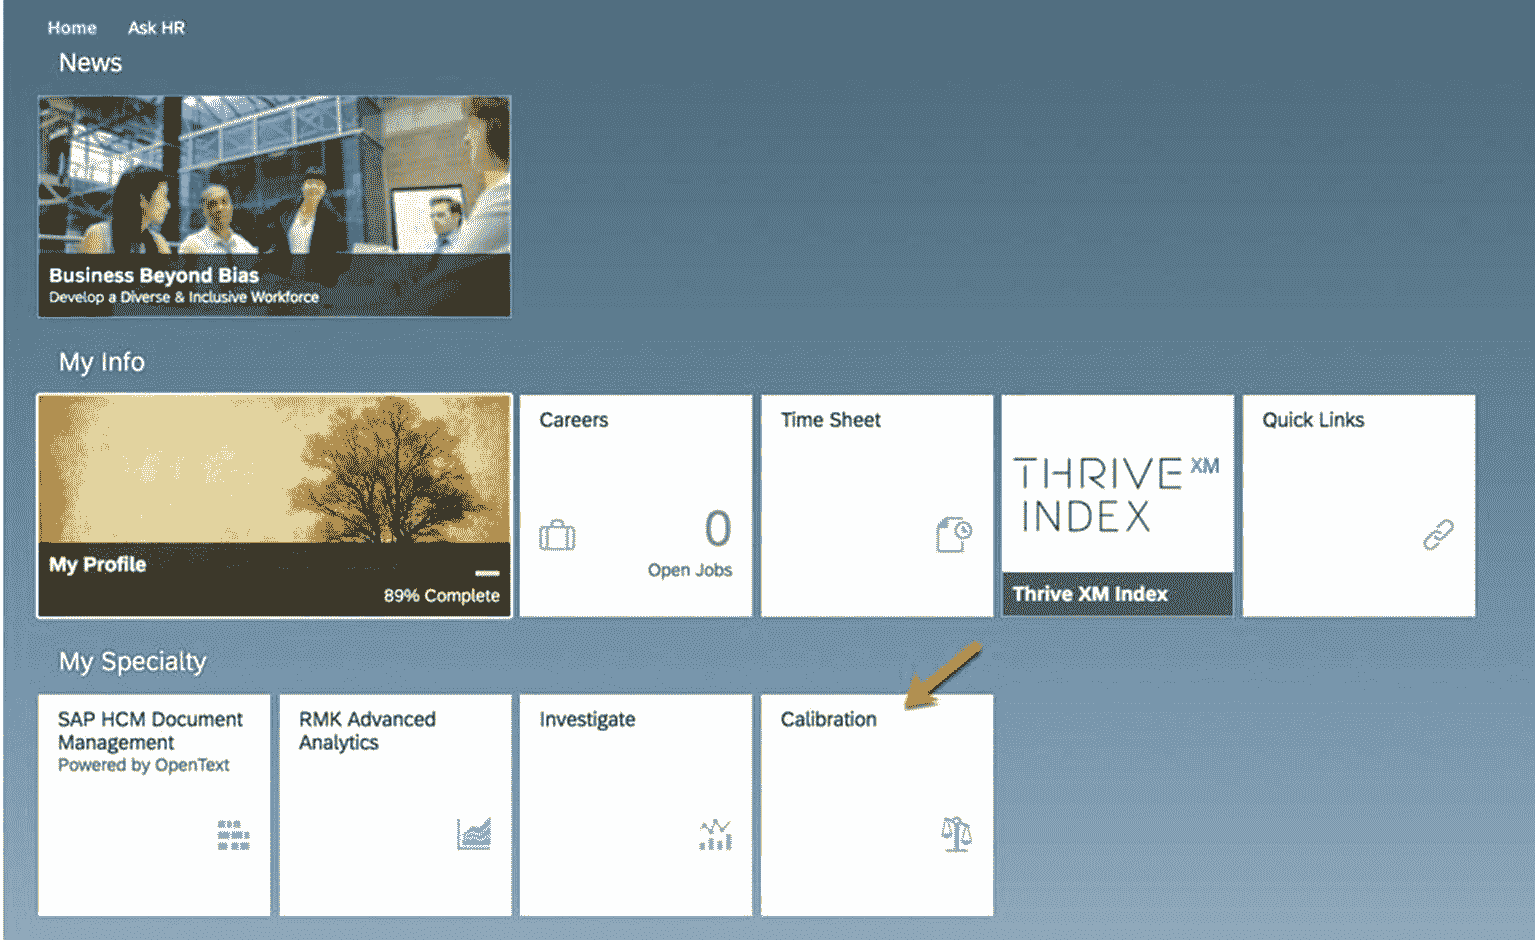 Home Ask HR
News
Business Beyond Bias
Develop a Diverse & Inclusive Workforce
My Info
My Profile
89% Complete
Careers
0
Open Jobs
Time Sheet
THRIVE XM
INDEX
Thrive XM Index
Quick Links
My Specialty
SAP HCM Document
Management
Powered by OpenText
RMK Advanced
Analytics
Investigate
Calibration